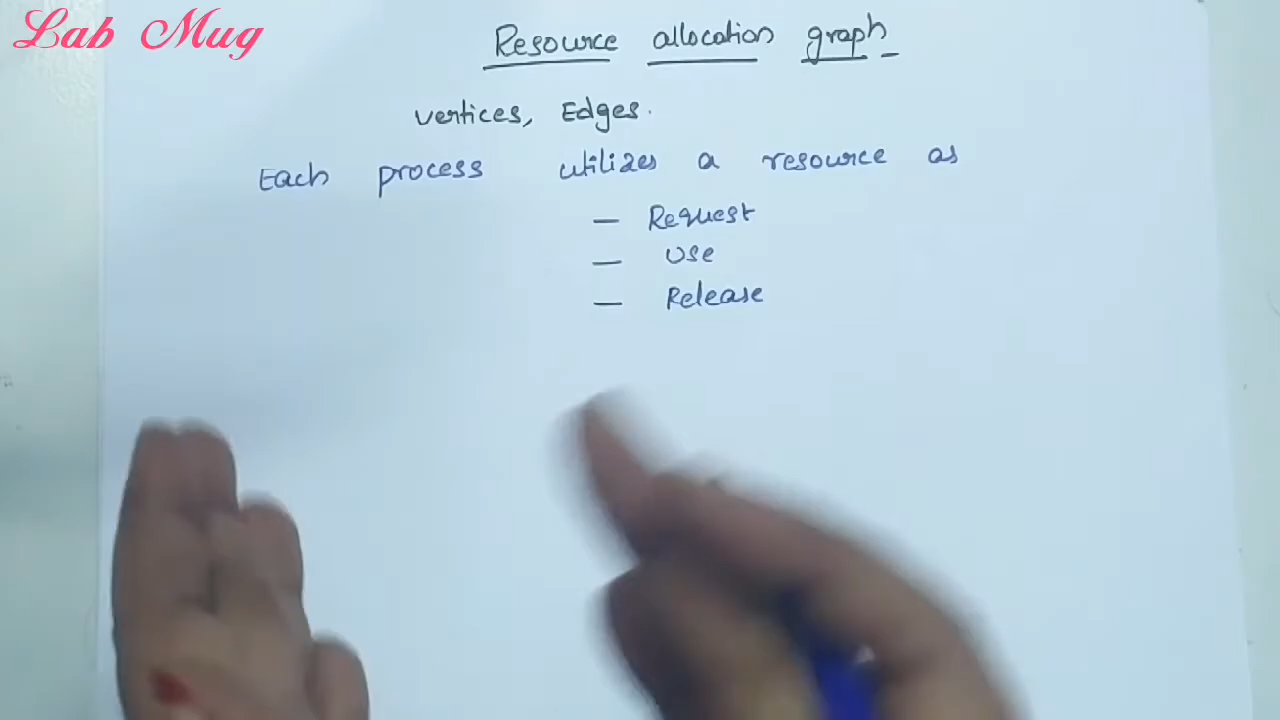 Lab Mug
Resource allocation graph
vertices, Edges.
Each process utilizes a resource as
— Request
— Use
— Release